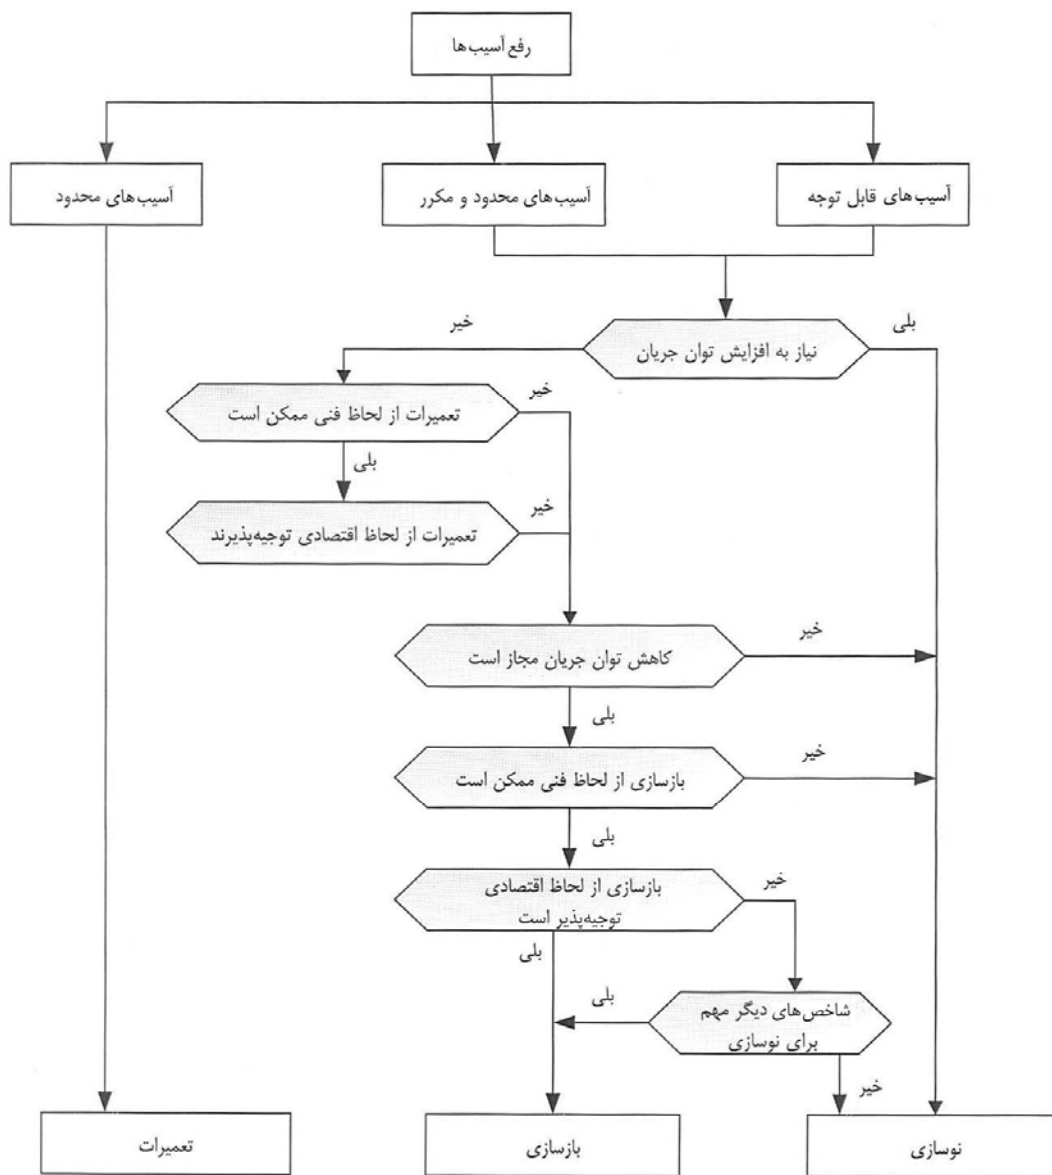 رفع آسیب‌ها
آسیب‌های قابل توجه
آسیب‌های محدود و مکرر
آسیب‌های محدود
بلی
نیاز به افزایش توان جریان
خیر
تعمیرات از لحاظ فنی ممکن است
خیر
بلی
تعمیرات از لحاظ اقتصادی توجیه‌پذیرند
خیر
کاهش توان جریان مجاز است
خیر
بلی
بازسازی از لحاظ فنی ممکن است
خیر
بلی
بازسازی از لحاظ اقتصادی
توجیه‌پذیر است
خیر
بلی
شاخص‌های دیگر مهم
برای نوسازی
بلی
خیر
نوسازی
بازسازی
تعمیرات